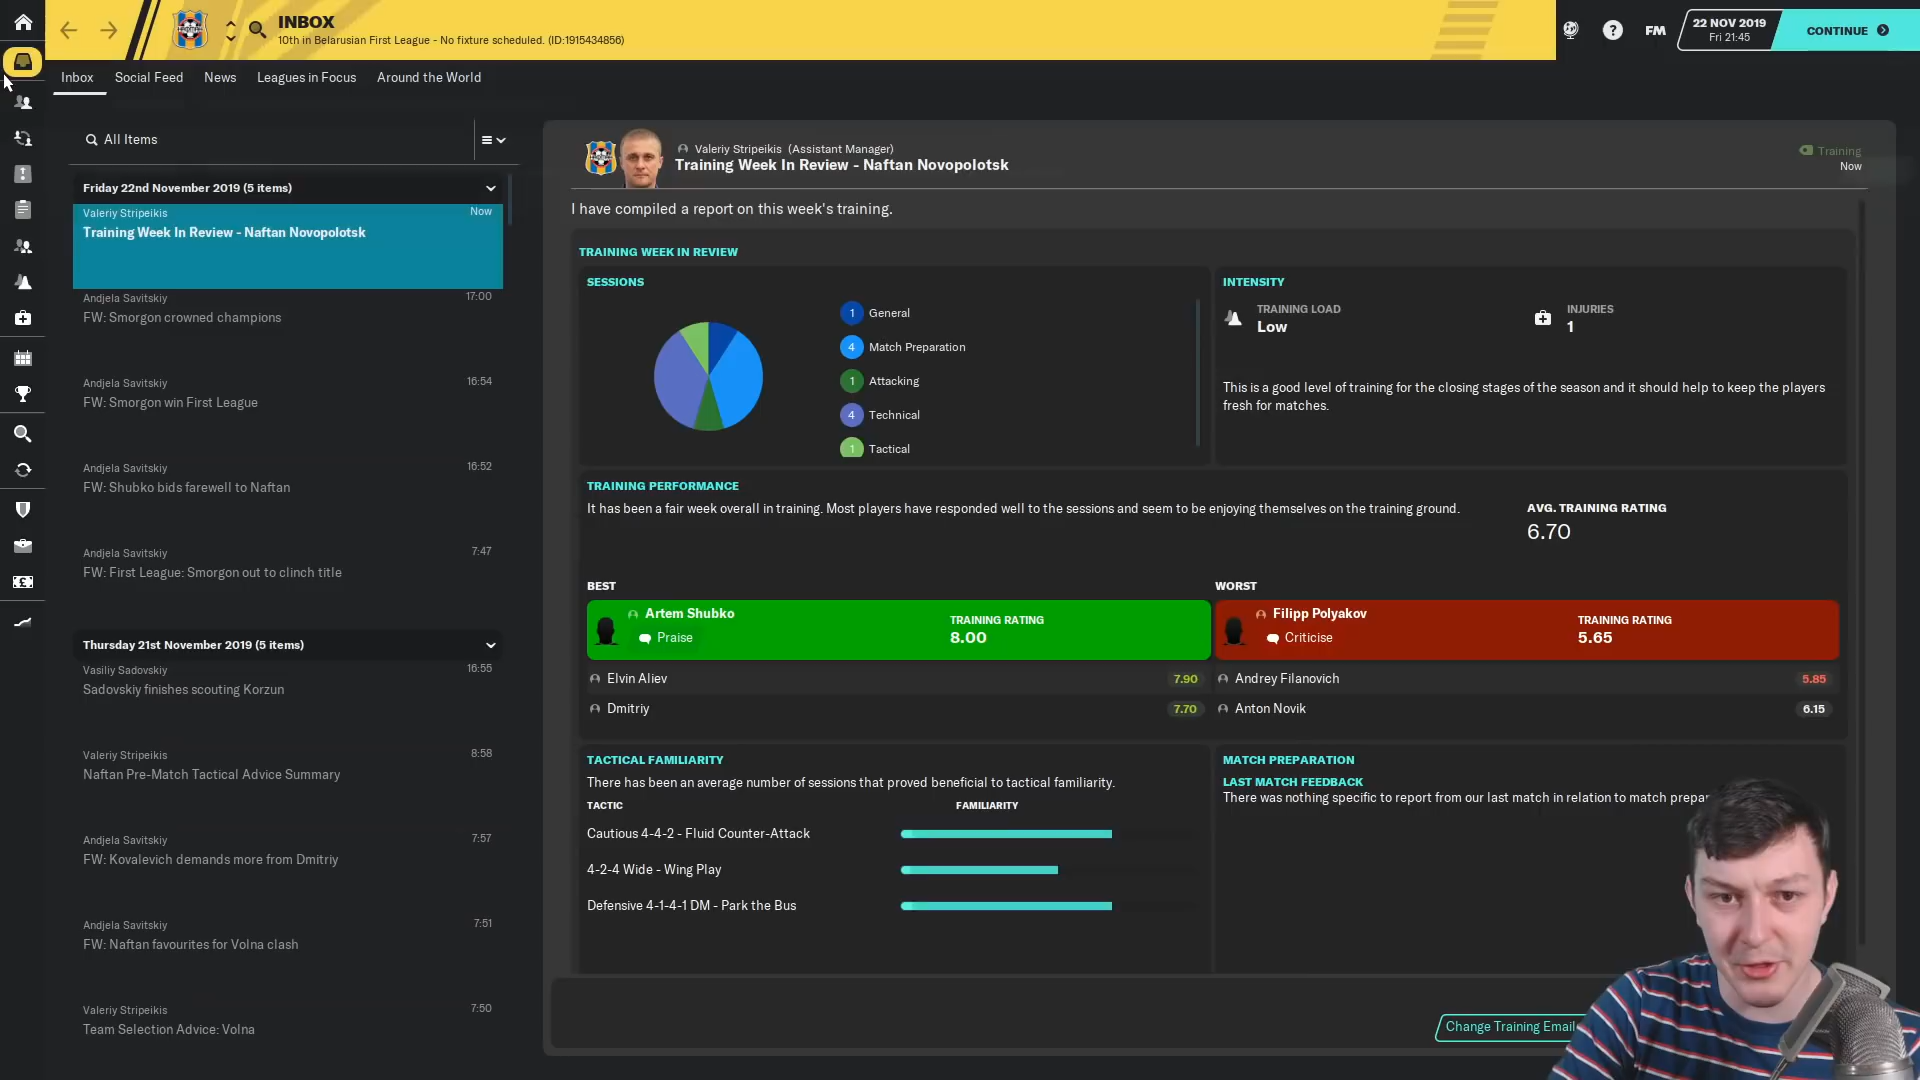 INBOX
10th in Belarusian First League - No fixture scheduled. (ID:1915434856)
?
FM
22 NOV 2019
Fri 21:45
CONTINUE
Inbox
Social Feed
News
Leagues in Focus
Around the World
All Items
Friday 22nd November 2019 (5 items)
Valeriy Stripeikis
Now
Training Week In Review - Naftan Novopolotsk
Andjela Savitskiy
17:00
FW: Smorgon crowned champions
Andjela Savitskiy
16:54
FW: Smorgon win First League
Andjela Savitskiy
16:52
FW: Shubko bids farewell to Naftan
Andjela Savitskiy
7:47
FW: First League: Smorgon out to clinch title
Thursday 21st November 2019 (5 items)
Vasiliy Sadovskiy
16:55
Sadovskiy finishes scouting Korzun
Valeriy Stripeikis
8:58
Naftan Pre-Match Tactical Advice Summary
Andjela Savitskiy
7:57
FW: Kovalevich demands more from Dmitriy
Andjela Savitskiy
7:51
FW: Naftan favourites for Volna clash
Valeriy Stripeikis
7:50
Team Selection Advice: Volna
Valeriy Stripeikis (Assistant Manager)
Training Week In Review - Naftan Novopolotsk
Training
Now
I have compiled a report on this week's training.
TRAINING WEEK IN REVIEW
SESSIONS
1 General
4 Match Preparation
1 Attacking
4 Technical
1 Tactical
INTENSITY
TRAINING LOAD
Low
INJURIES
1
This is a good level of training for the closing stages of the season and it should help to keep the players
fresh for matches.
TRAINING PERFORMANCE
It has been a fair week overall in training. Most players have responded well to the sessions and seem to be enjoying themselves on the training ground.
AVG. TRAINING RATING
6.70
BEST
Artem Shubko
Praise
TRAINING RATING
8.00
Elvin Aliev
7.90
Dmitriy
7.70
WORST
Filipp Polyakov
Criticise
TRAINING RATING
5.65
Andrey Filanovich
5.85
Anton Novik
6.15
TACTICAL FAMILIARITY
There has been an average number of sessions that proved beneficial to tactical familiarity.
TACTIC
FAMILIARITY
Cautious 4-4-2 - Fluid Counter-Attack
4-2-4 Wide - Wing Play
Defensive 4-1-4-1 DM - Park the Bus
MATCH PREPARATION
LAST MATCH FEEDBACK
There was nothing specific to report from our last match in relation to match prepar
Change Training Email